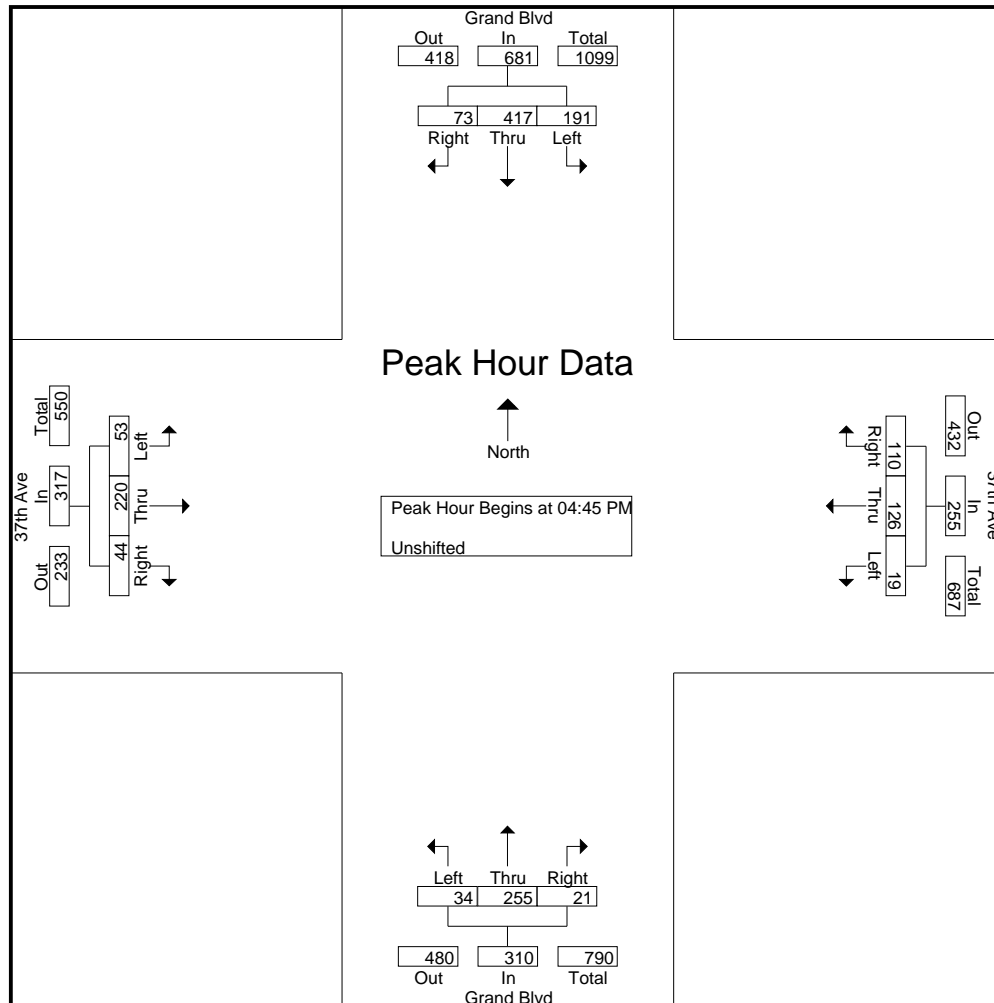 Grand Blvd
Out In Total
418 681 1099
73 417 191
Right Thru Left
Peak Hour Data
North
Peak Hour Begins at 04:45 PM
Unshifted
37th Ave
Total In Out
550 317 233
53 220 44
Left Thru Right
37th Ave
Out In Total
432 255 687
110 126 19
Right Thru Left
Left Thru Right
34 255 21
480 310 790
Out In Total
Grand Blvd